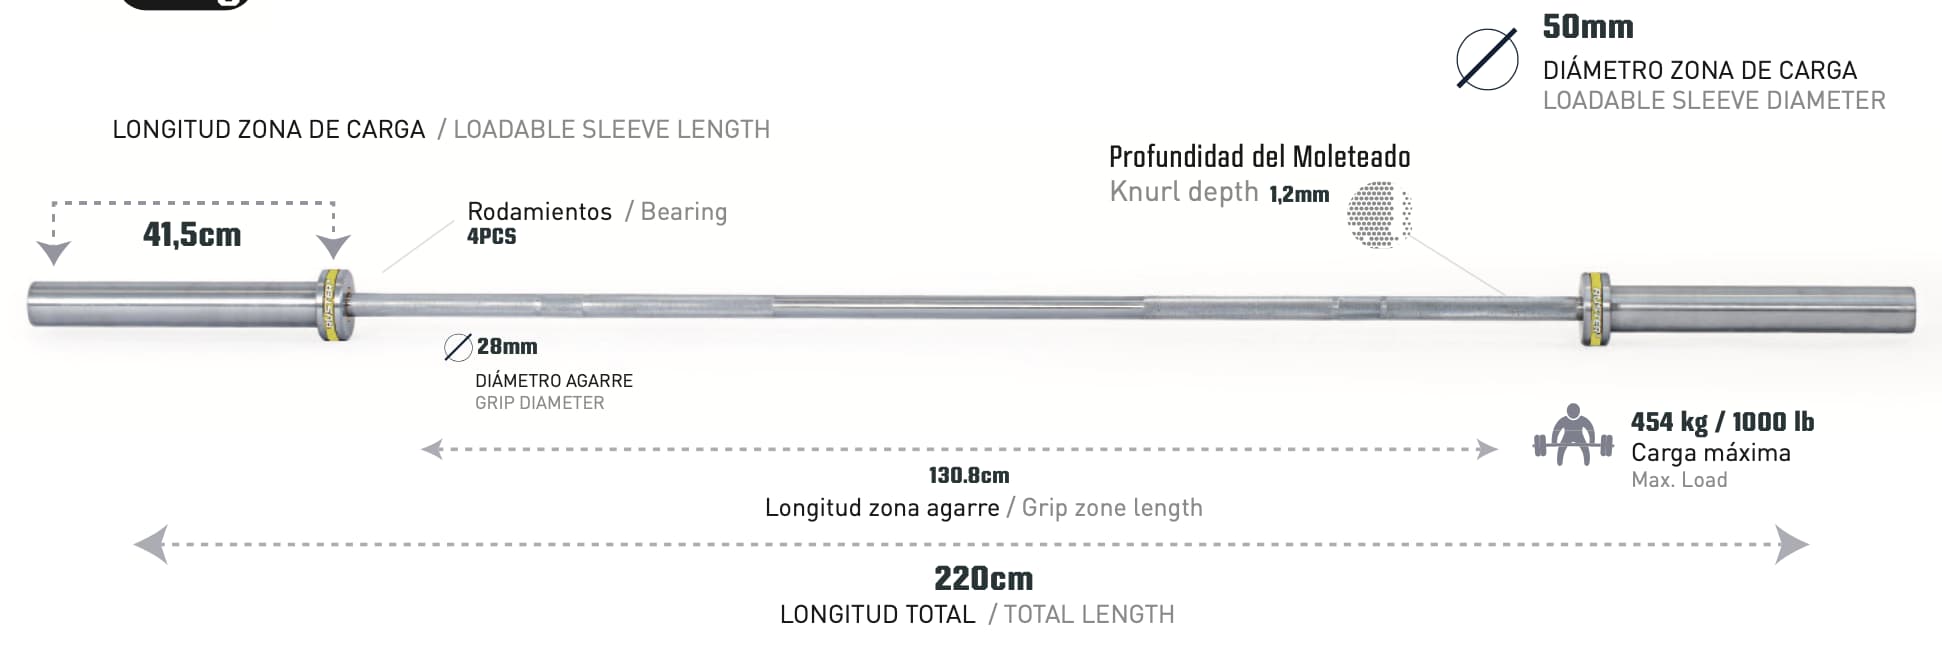 50mm
DIÁMETRO ZONA DE CARGA
LOADABLE SLEEVE DIAMETER
LONGITUD ZONA DE CARGA / LOADABLE SLEEVE LENGTH
Profundidad del Moleteado
Knurl depth 1,2mm
41,5cm
Rodamientos / Bearing
4PCS
RUSTER
RUSTER
28mm
DIÁMETRO AGARRE
GRIP DIAMETER
454 kg / 1000 lb
Carga máxima
Max. Load
130.8cm
Longitud zona agarre / Grip zone length
220cm
LONGITUD TOTAL / TOTAL LENGTH